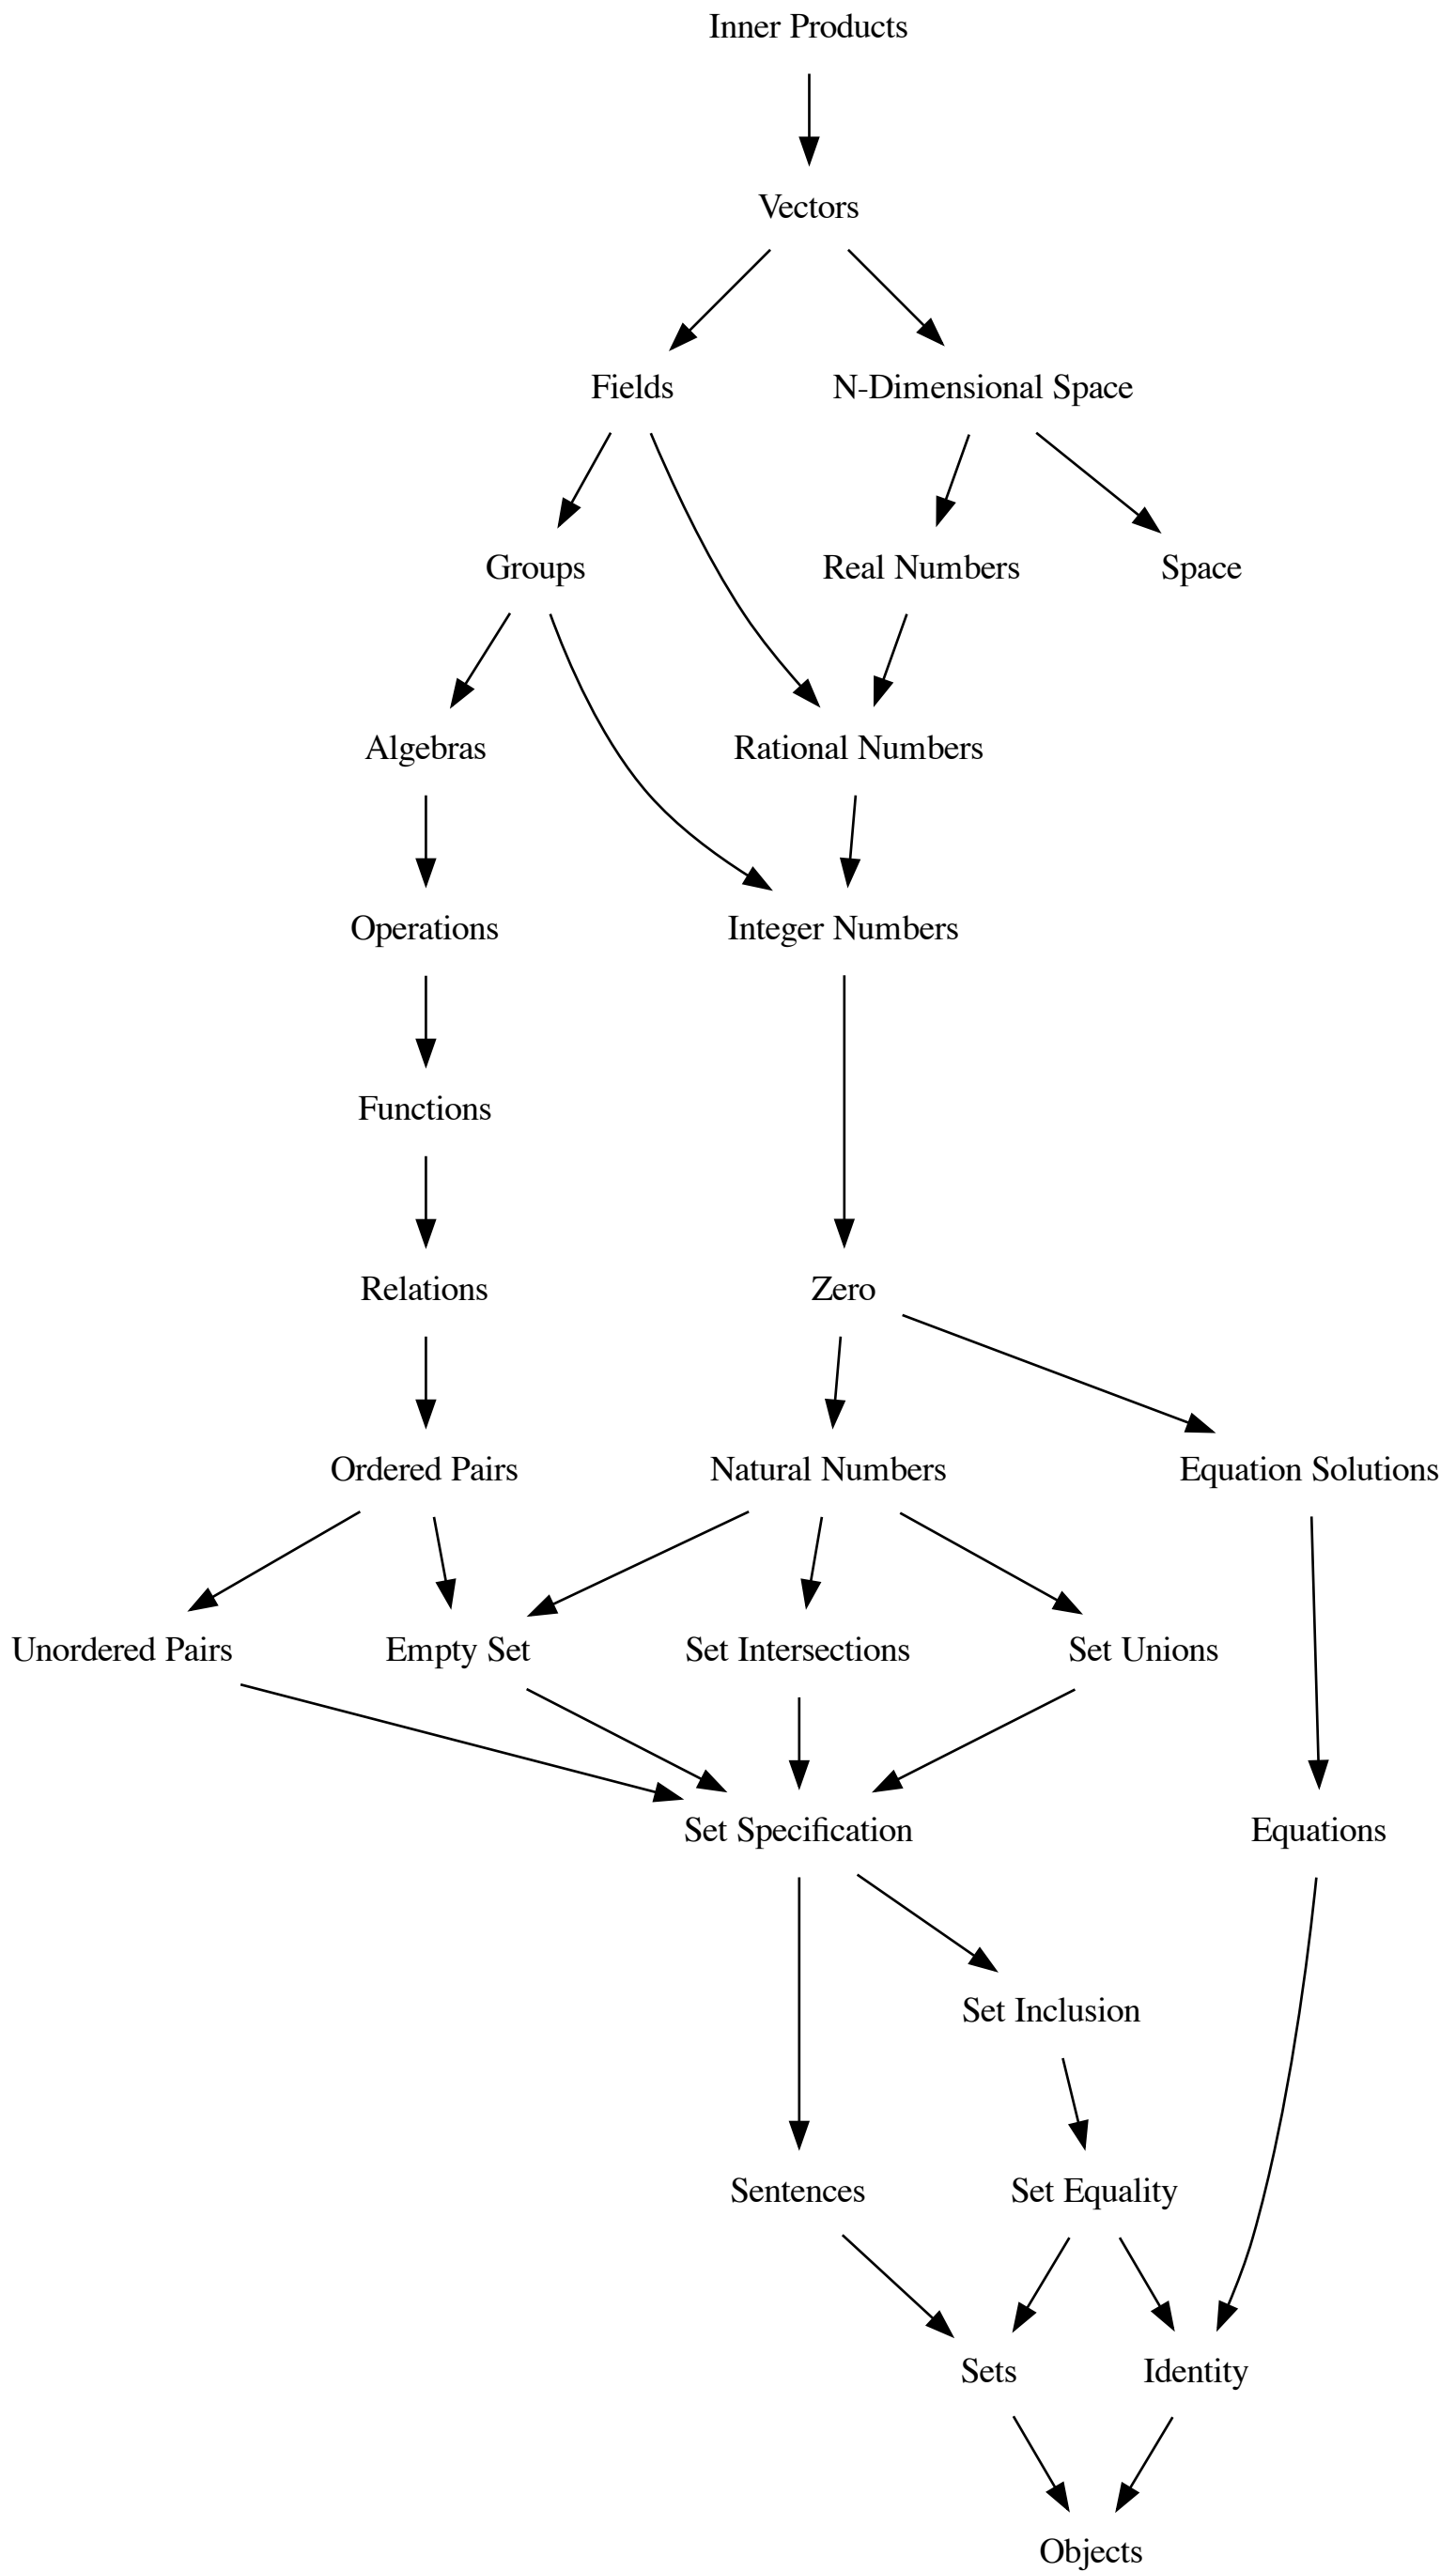 Inner Products
Vectors
Fields
N-Dimensional Space
Groups
Real Numbers
Space
Algebras
Rational Numbers
Operations
Integer Numbers
Functions
Relations
Zero
Ordered Pairs
Natural Numbers
Equation Solutions
Unordered Pairs
Empty Set
Set Intersections
Set Unions
Set Specification
Equations
Set Inclusion
Sentences
Set Equality
Sets
Identity
Objects